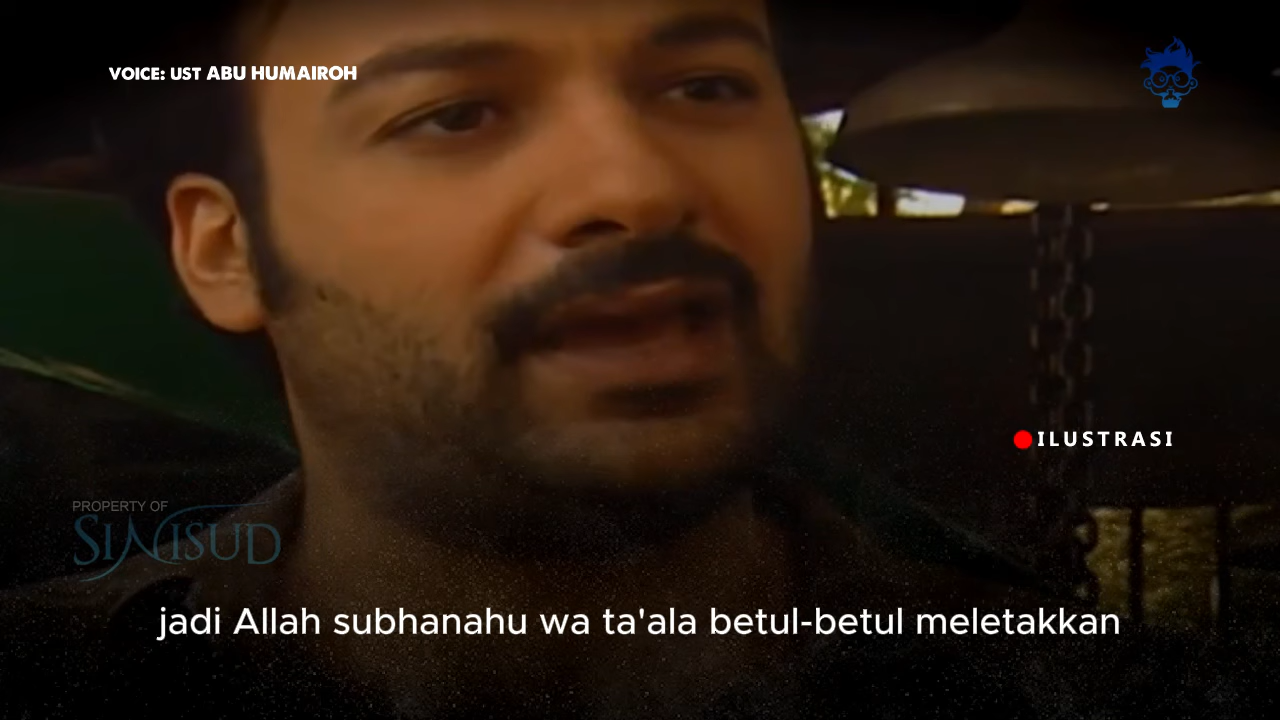 VOICE: UST ABU HUMAIROH
ILUSTRASI
PROPERTY OF
SINISUD
jadi Allah subhanahu wa ta'ala betul-betul meletakkan